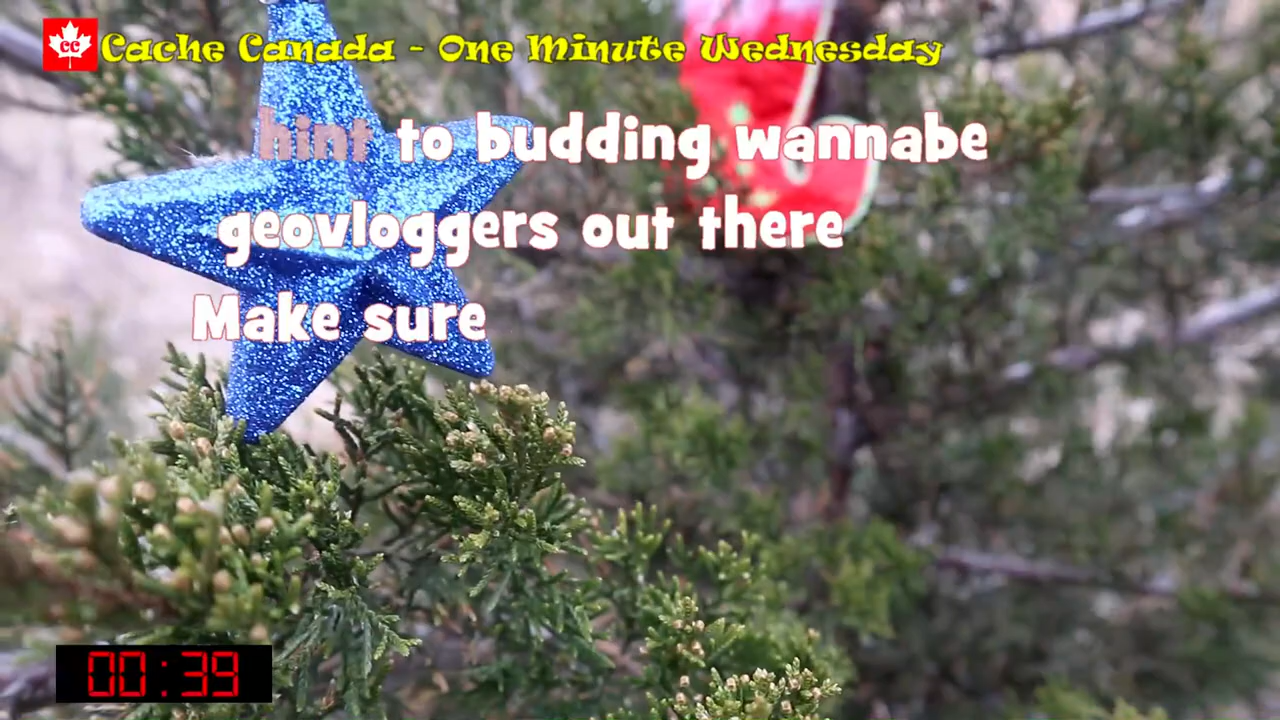 cc
Cache Canada - One Minute Wednesday
hint to budding wannabe
geovloggers out there
Make sure
00:39